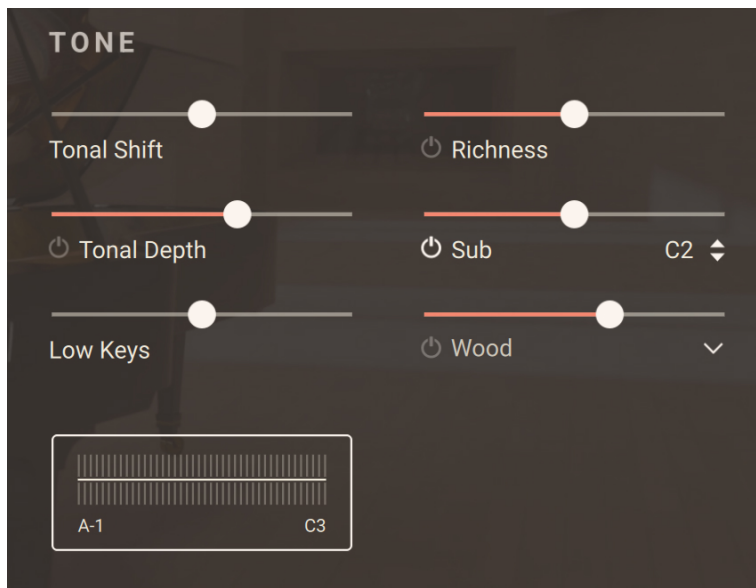 TONE
Tonal Shift
Richness
Tonal Depth
Sub C2
Low Keys
Wood
A-1 C3